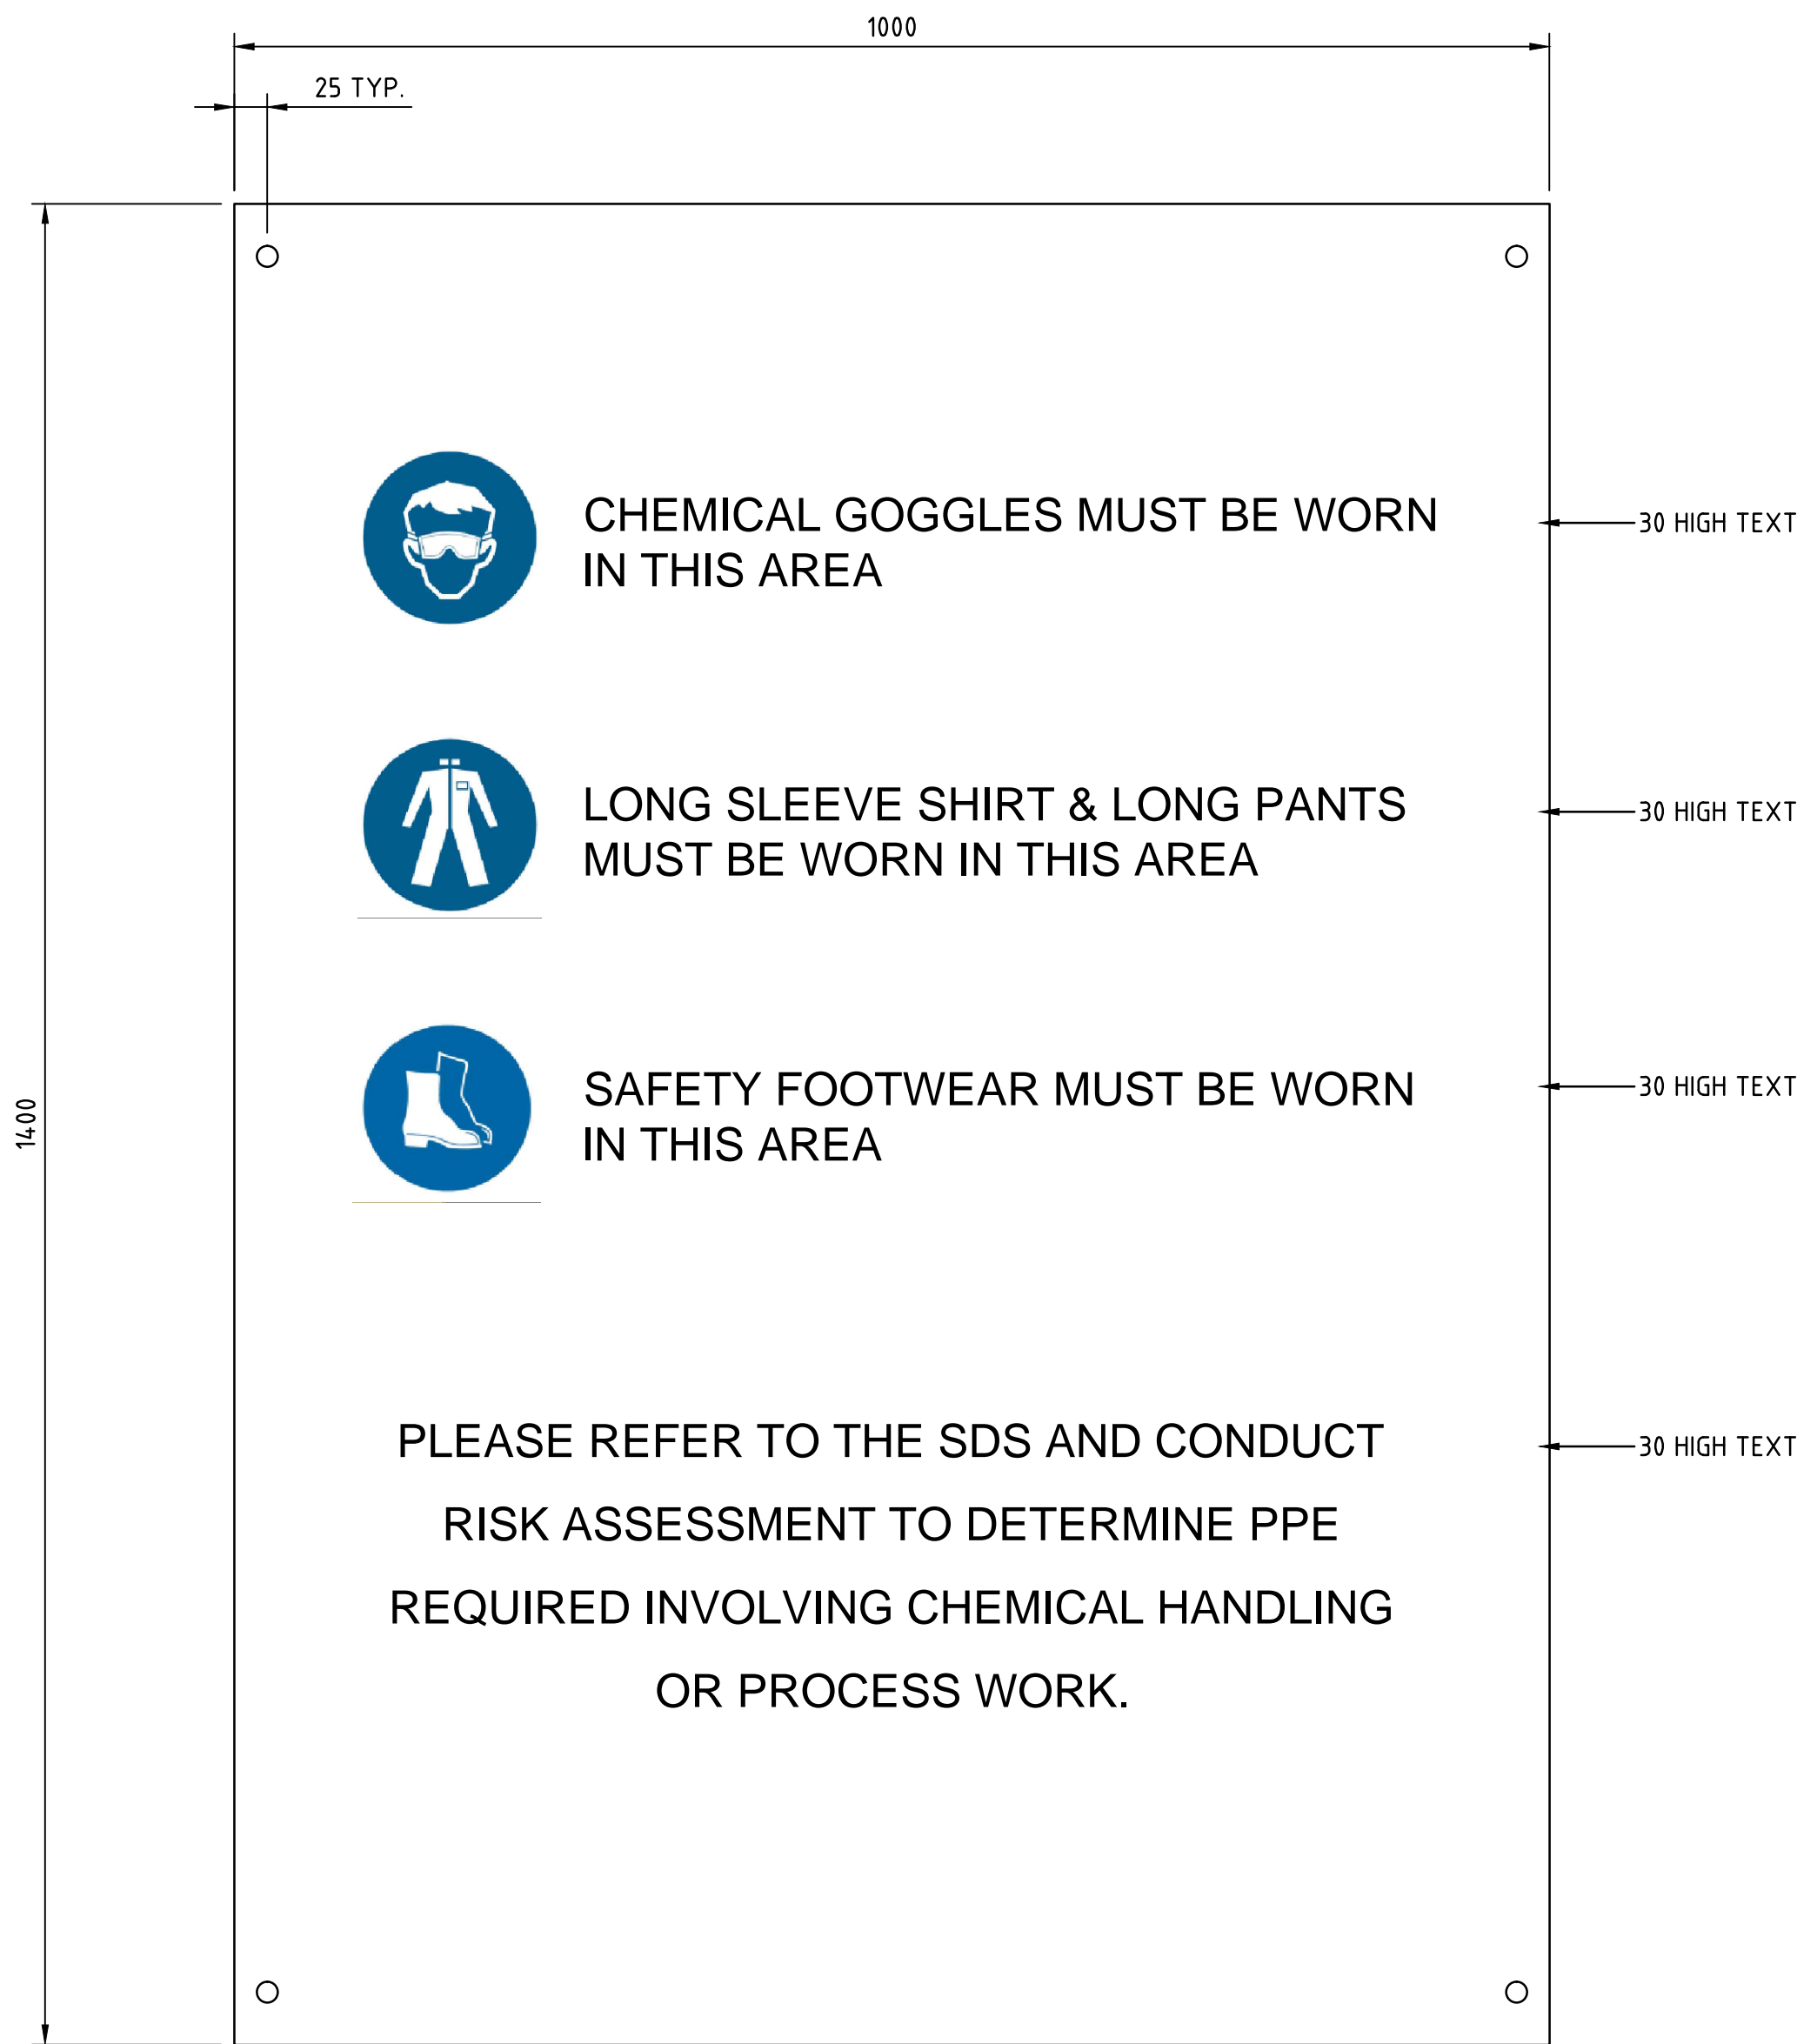 1000
25 TYP.
CHEMICAL GOGGLES MUST BE WORN
IN THIS AREA
30 HIGH TEXT
LONG SLEEVE SHIRT & LONG PANTS
MUST BE WORN IN THIS AREA
30 HIGH TEXT
SAFETY FOOTWEAR MUST BE WORN
IN THIS AREA
30 HIGH TEXT
1400
PLEASE REFER TO THE SDS AND CONDUCT
30 HIGH TEXT
RISK ASSESSMENT TO DETERMINE PPE
REQUIRED INVOLVING CHEMICAL HANDLING
OR PROCESS WORK.